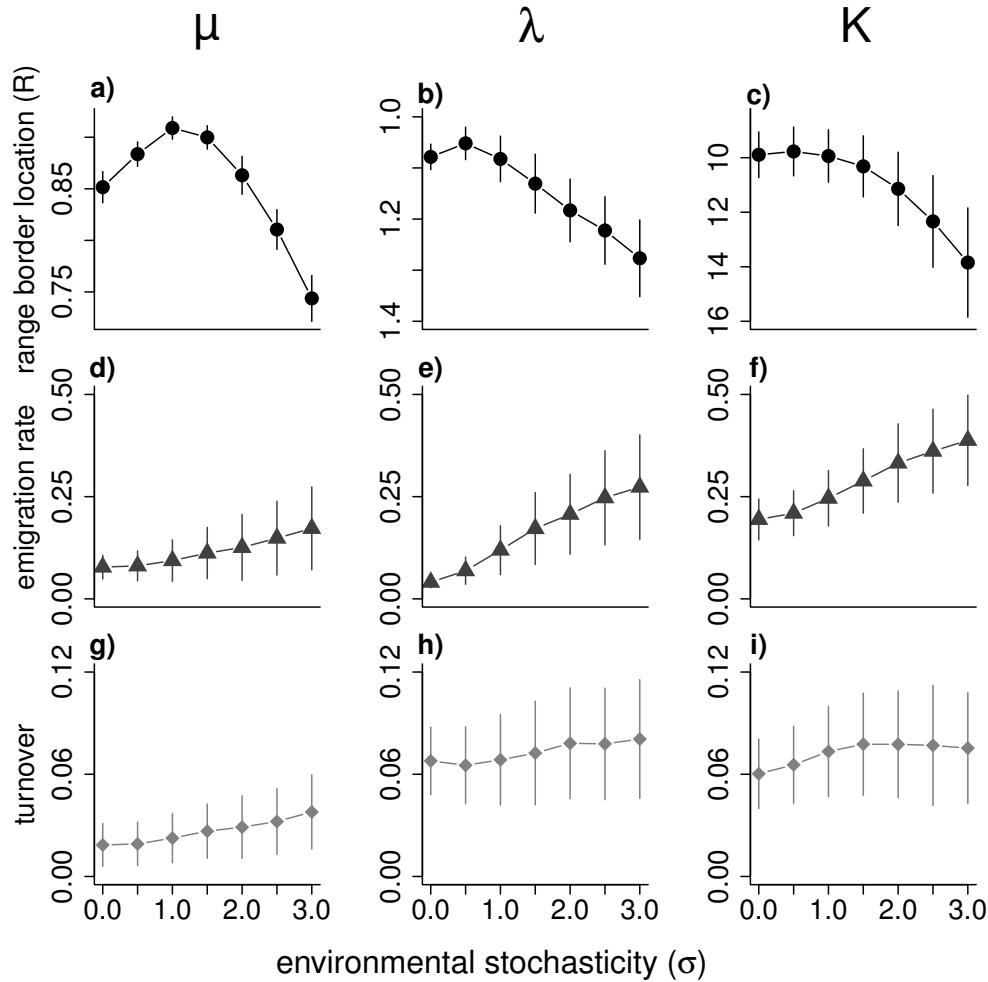 μ λ K
range border location (R)
a)
0.85
0.75
b)
1.0
1.2
1.4
c)
10
12
14
16
emigration rate
d)
0.50
0.25
0.00
e)
0.50
0.25
0.00
f)
0.50
0.25
0.00
turnover
g)
0.12
0.06
0.00
h)
0.12
0.06
0.00
i)
0.12
0.06
0.00
0.0 1.0 2.0 3.0
0.0 1.0 2.0 3.0
0.0 1.0 2.0 3.0
environmental stochasticity (σ)